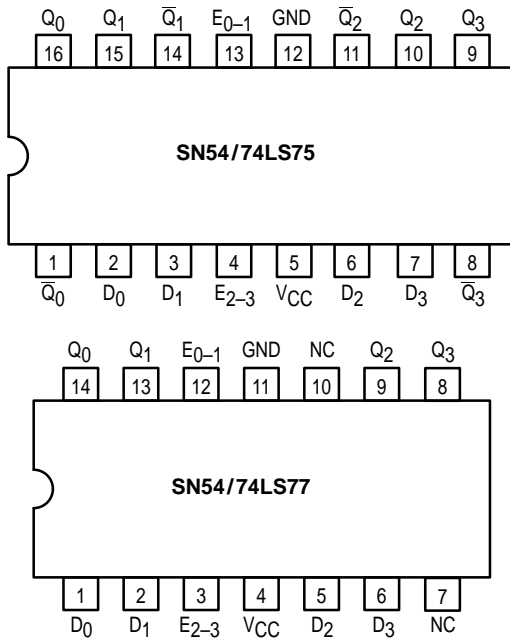 Q0 Q1 Q̅1 E0–1 GND Q̅2 Q2 Q3
16 15 14 13 12 11 10 9
SN54/74LS75
1 2 3 4 5 6 7 8
Q̅0 D0 D1 E2–3 VCC D2 D3 Q̅3
Q0 Q1 E0–1 GND NC Q2 Q3
14 13 12 11 10 9 8
SN54/74LS77
1 2 3 4 5 6 7
D0 D1 E2–3 VCC D2 D3 NC